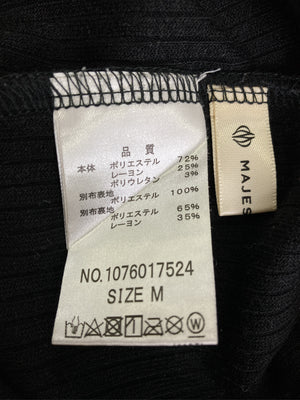 品 質
本体 ポリエステル 72%
レーヨン 25%
ポリウレタン 3%
別布表地 ポリエステル 100%
別布裏地 ポリエステル 65%
レーヨン 35%
NO.1076017524
SIZE M
W
MAJES